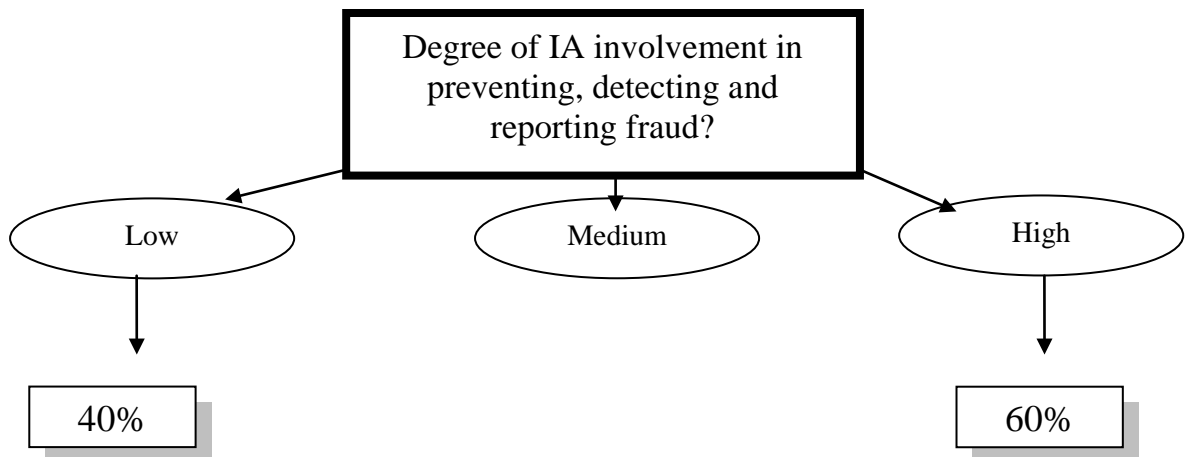 Degree of IA involvement in
preventing, detecting and
reporting fraud?
Low
Medium
High
40%
60%